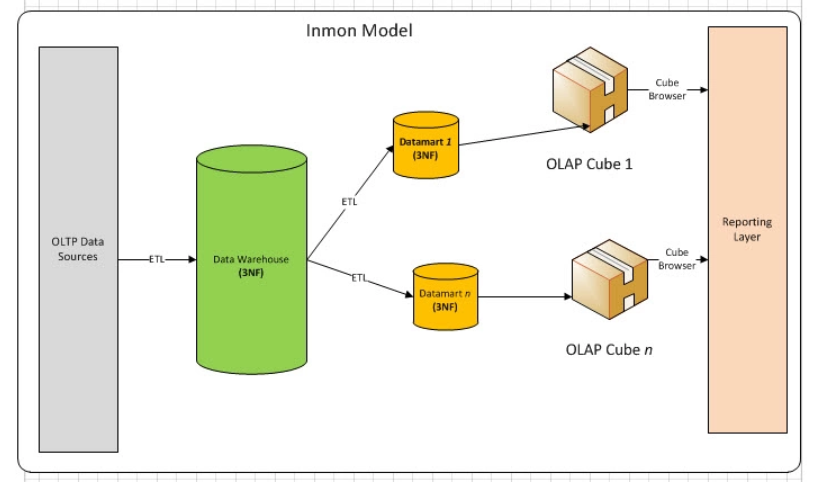 Inmon Model
OLTP Data
Sources
ETL
Data Warehouse
(3NF)
ETL
ETL
Datamart 1
(3NF)
Datamart n
(3NF)
OLAP Cube 1
OLAP Cube n
Cube
Browser
Cube
Browser
Reporting
Layer